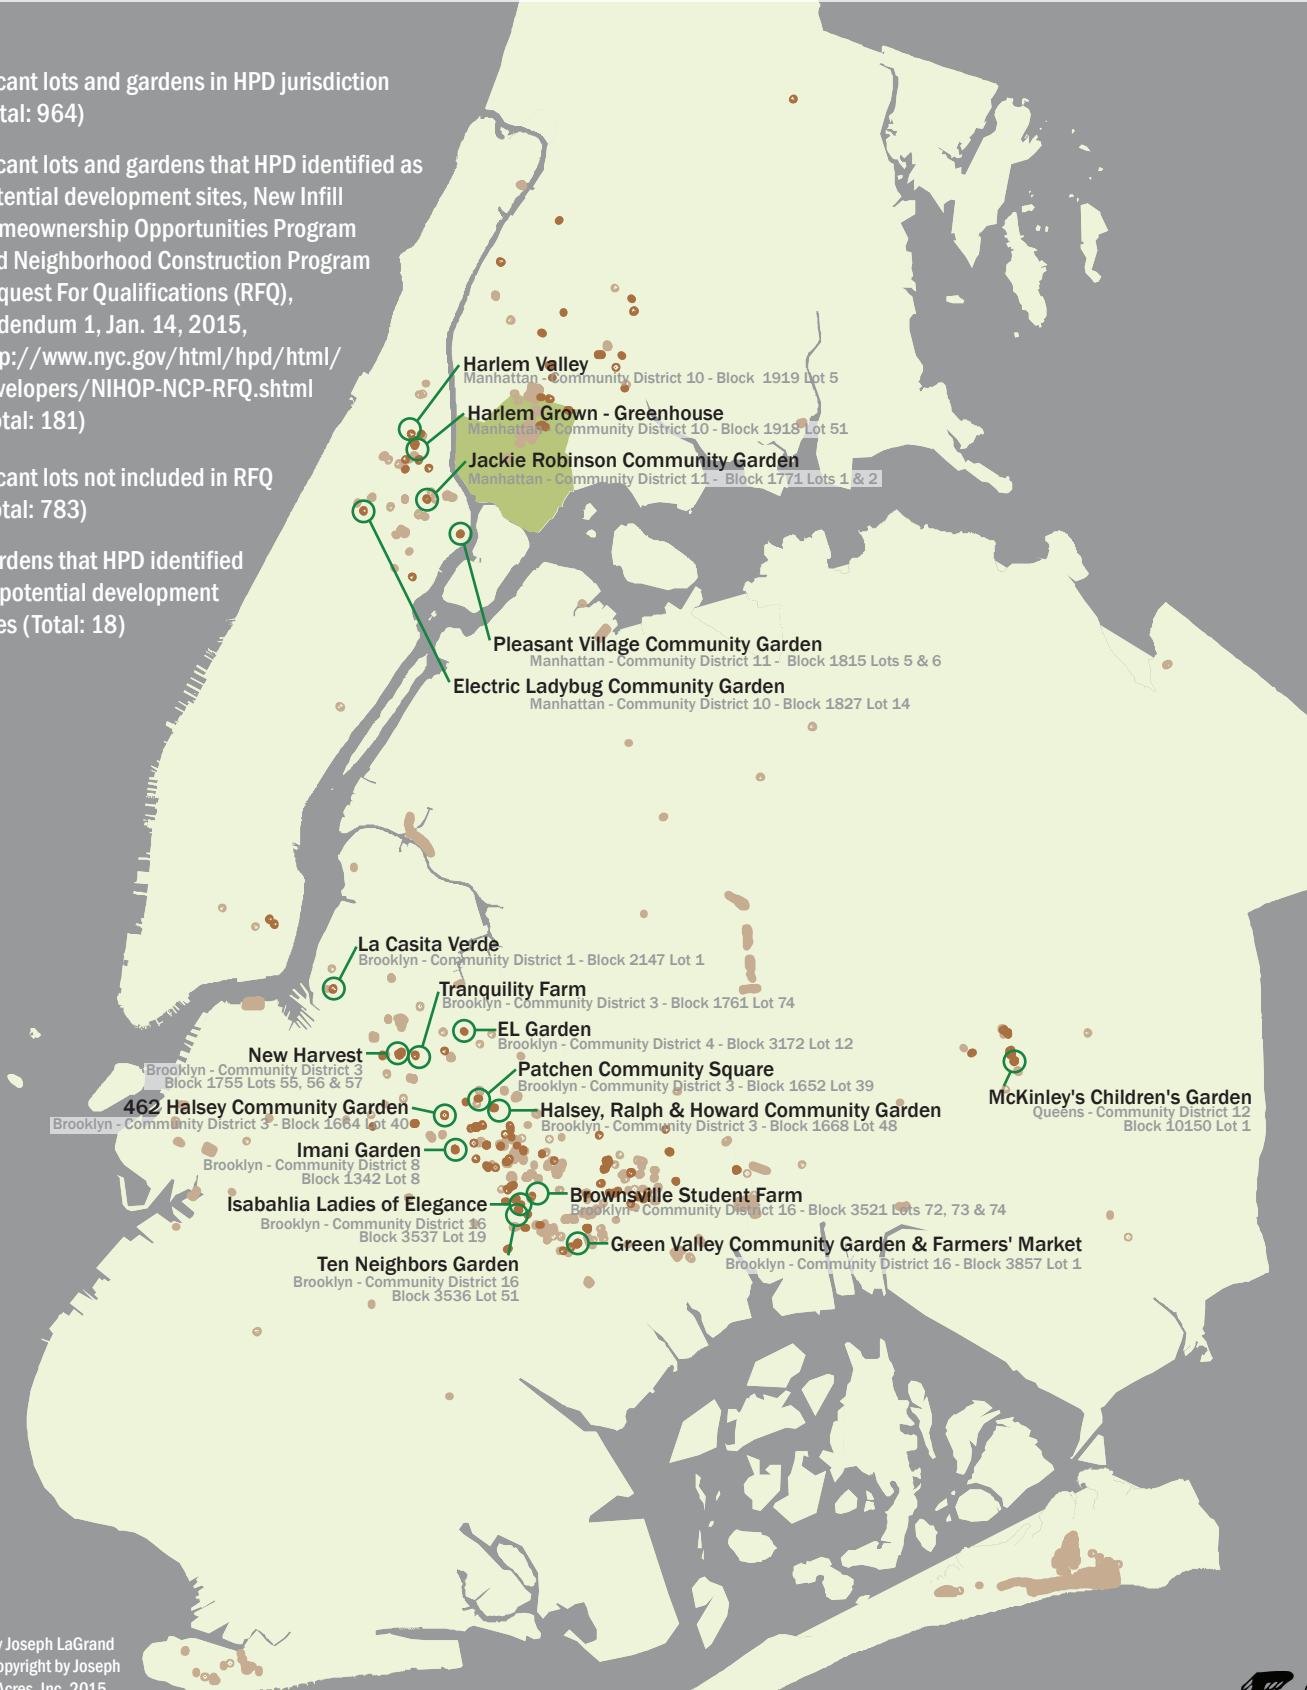 cant lots and gardens in HPD jurisdiction
tal: 964)
cant lots and gardens that HPD identified as
tential development sites, New Infill
meownership Opportunities Program
d Neighborhood Construction Program
quest For Qualifications (RFQ),
dendum 1, Jan. 14, 2015,
p://www.nyc.gov/html/hpd/html/
velopers/NIHOP-NCP-RFQ.shtml
otal: 181)
cant lots not included in RFQ
otal: 783)
rdens that HPD identified
potential development
es (Total: 18)
Harlem Valley
Manhattan - Community District 10 - Block 1919 Lot 5
Harlem Grown - Greenhouse
Manhattan - Community District 10 - Block 1918 Lot 51
Jackie Robinson Community Garden
Manhattan - Community District 11 - Block 1771 Lots 1 & 2
Pleasant Village Community Garden
Manhattan - Community District 11 - Block 1815 Lots 5 & 6
Electric Ladybug Community Garden
Manhattan - Community District 10 - Block 1827 Lot 14
La Casita Verde
Brooklyn - Community District 1 - Block 2147 Lot 1
Tranquility Farm
Brooklyn - Community District 3 - Block 1761 Lot 74
EL Garden
Brooklyn - Community District 4 - Block 3172 Lot 12
New Harvest
Brooklyn - Community District 3
Block 1755 Lots 55, 56 & 57
Patchen Community Square
Brooklyn - Community District 3 - Block 1652 Lot 39
462 Halsey Community Garden
Brooklyn - Community District 3 - Block 1664 Lot 40
Halsey, Ralph & Howard Community Garden
Brooklyn - Community District 3 - Block 1668 Lot 48
McKinley's Children's Garden
Queens - Community District 12
Block 10150 Lot 1
Imani Garden
Brooklyn - Community District 8
Block 1342 Lot 8
Isabahlia Ladies of Elegance
Brooklyn - Community District 16
Block 3537 Lot 19
Brownsville Student Farm
Brooklyn - Community District 16 - Block 3521 Lots 72, 73 & 74
Green Valley Community Garden & Farmers' Market
Brooklyn - Community District 16 - Block 3857 Lot 1
Ten Neighbors Garden
Brooklyn - Community District 16
Block 3536 Lot 51
y Joseph LaGrand
opyright by Joseph
Acres, Inc. 2015